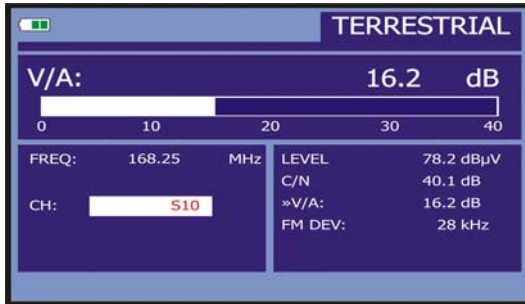 TERRESTRIAL
V/A: 16.2 dB
0 10 20 30 40
FREQ: 168.25 MHz
CH: S10
LEVEL 78.2 dBµV
C/N 40.1 dB
»V/A: 16.2 dB
FM DEV: 28 kHz